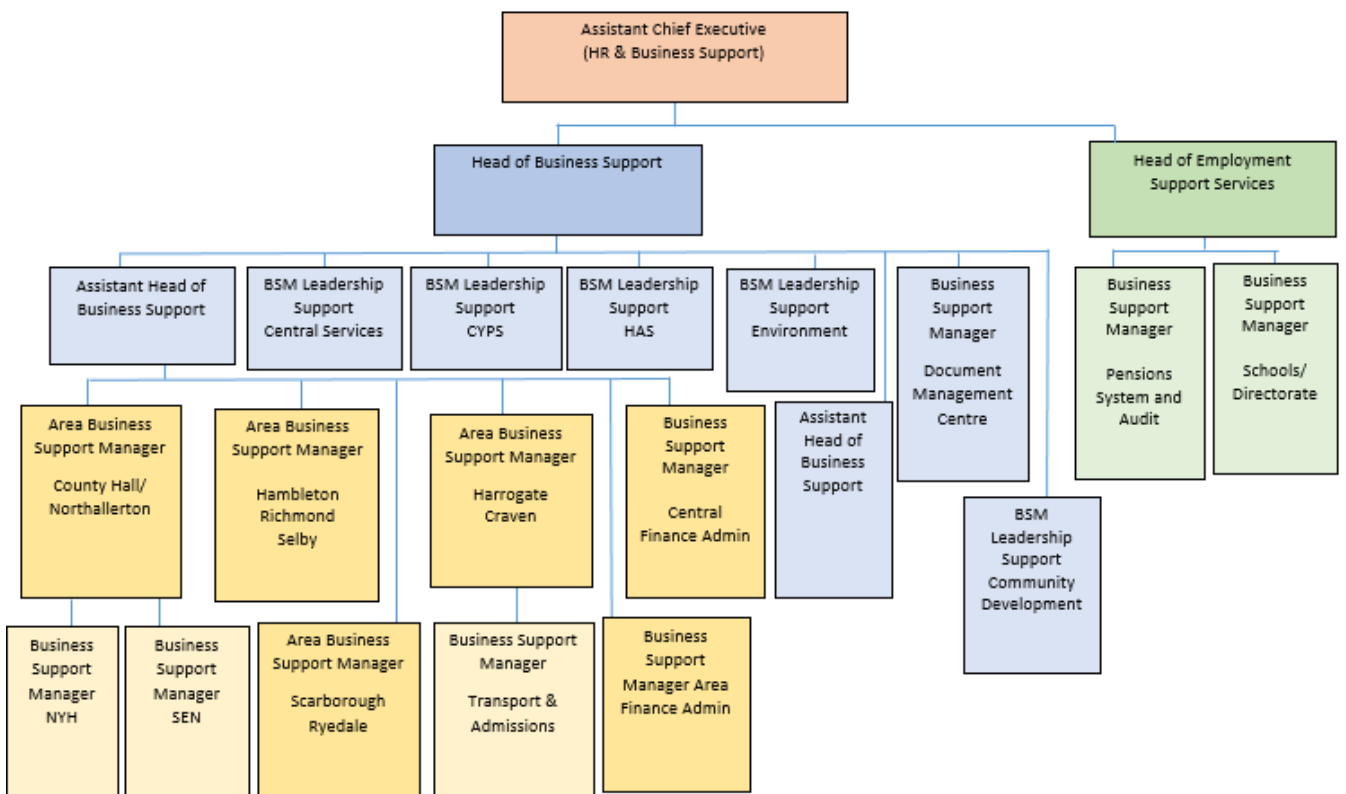 Assistant Chief Executive
(HR & Business Support)
Head of Business Support
Head of Employment
Support Services
Assistant Head of
Business Support
BSM Leadership
Support
Central Services
BSM Leadership
Support
CYPS
BSM Leadership
Support
HAS
BSM Leadership
Support
Environment
Business
Support
Manager
Document
Management
Centre
Business
Support
Manager
Pensions
System and
Audit
Business
Support
Manager
Schools/
Directorate
Area Business
Support Manager
County Hall/
Northallerton
Area Business
Support Manager
Hambleton
Richmond
Selby
Area Business
Support Manager
Harrogate
Craven
Business
Support
Manager
Central
Finance Admin
Assistant
Head of
Business
Support
BSM
Leadership
Support
Community
Development
Business
Support
Manager
NYH
Business
Support
Manager
SEN
Area Business
Support Manager
Scarborough
Ryedale
Business Support
Manager
Transport &
Admissions
Business
Support
Manager Area
Finance Admin